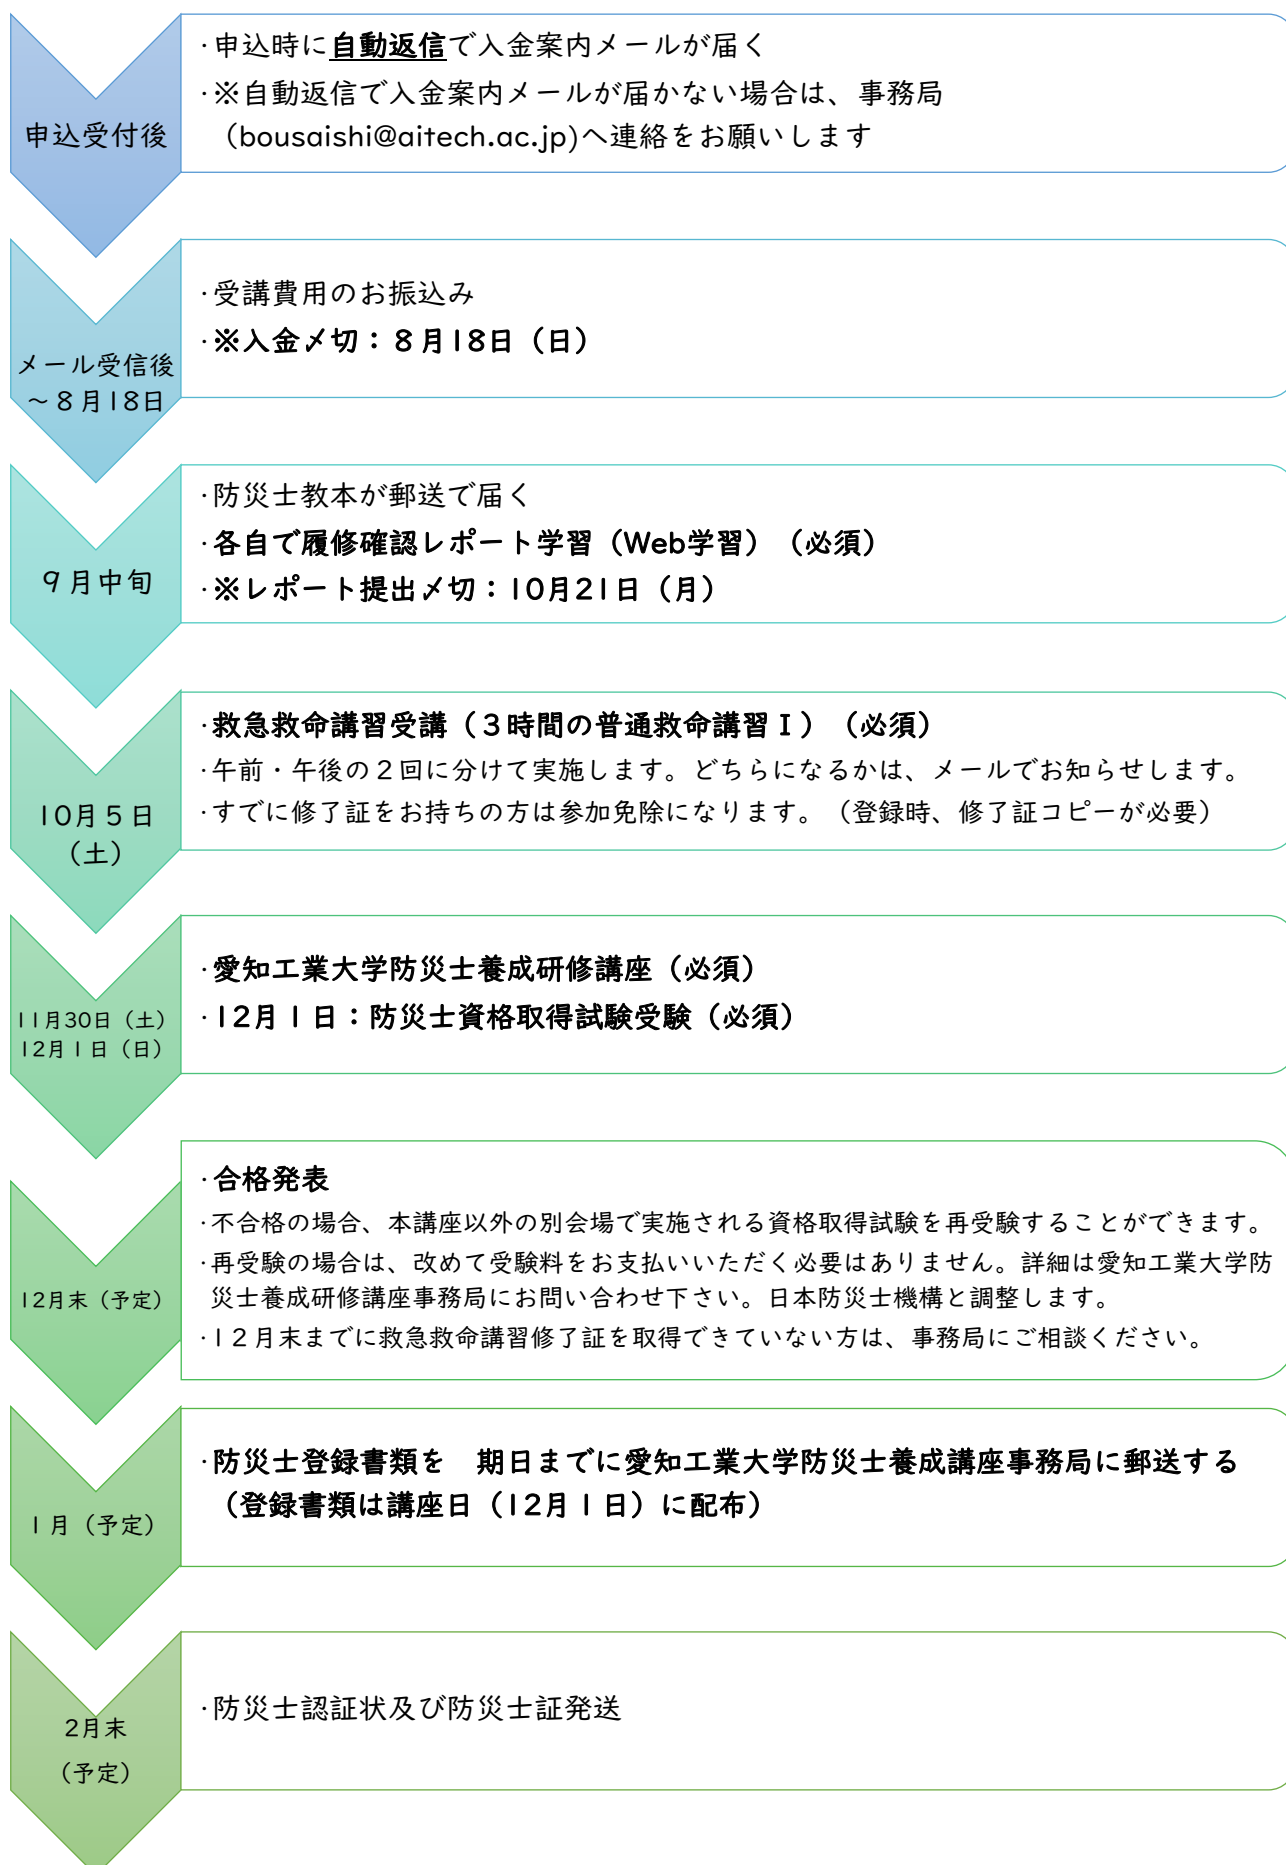 申込受付後
・申込時に自動返信で入金案内メールが届く
・※自動返信で入金案内メールが届かない場合は、事務局
（bousaishi@aitech.ac.jp)へ連絡をお願いします
メール受信後
～８月18日
・受講費用のお振込み
・※入金〆切：８月18日（日）
９月中旬
・防災士教本が郵送で届く
・各自で履修確認レポート学習（Web学習）（必須）
・※レポート提出〆切：10月21日（月）
10月５日
（土）
・救急救命講習受講（３時間の普通救命講習Ⅰ）（必須）
・午前・午後の２回に分けて実施します。どちらになるかは、メールでお知らせします。
・すでに修了証をお持ちの方は参加免除になります。（登録時、修了証コピーが必要）
11月30日（土）
12月１日（日）
・愛知工業大学防災士養成研修講座（必須）
・12月１日：防災士資格取得試験受験（必須）
12月末（予定）
・合格発表
・不合格の場合、本講座以外の別会場で実施される資格取得試験を再受験することができます。
・再受験の場合は、改めて受験料をお支払いいただく必要はありません。詳細は愛知工業大学防
災士養成研修講座事務局にお問い合わせ下さい。日本防災士機構と調整します。
・１２月末までに救急救命講習修了証を取得できていない方は、事務局にご相談ください。
１月（予定）
・防災士登録書類を　期日までに愛知工業大学防災士養成講座事務局に郵送する
（登録書類は講座日（12月１日）に配布）
2月末
（予定）
・防災士認証状及び防災士証発送